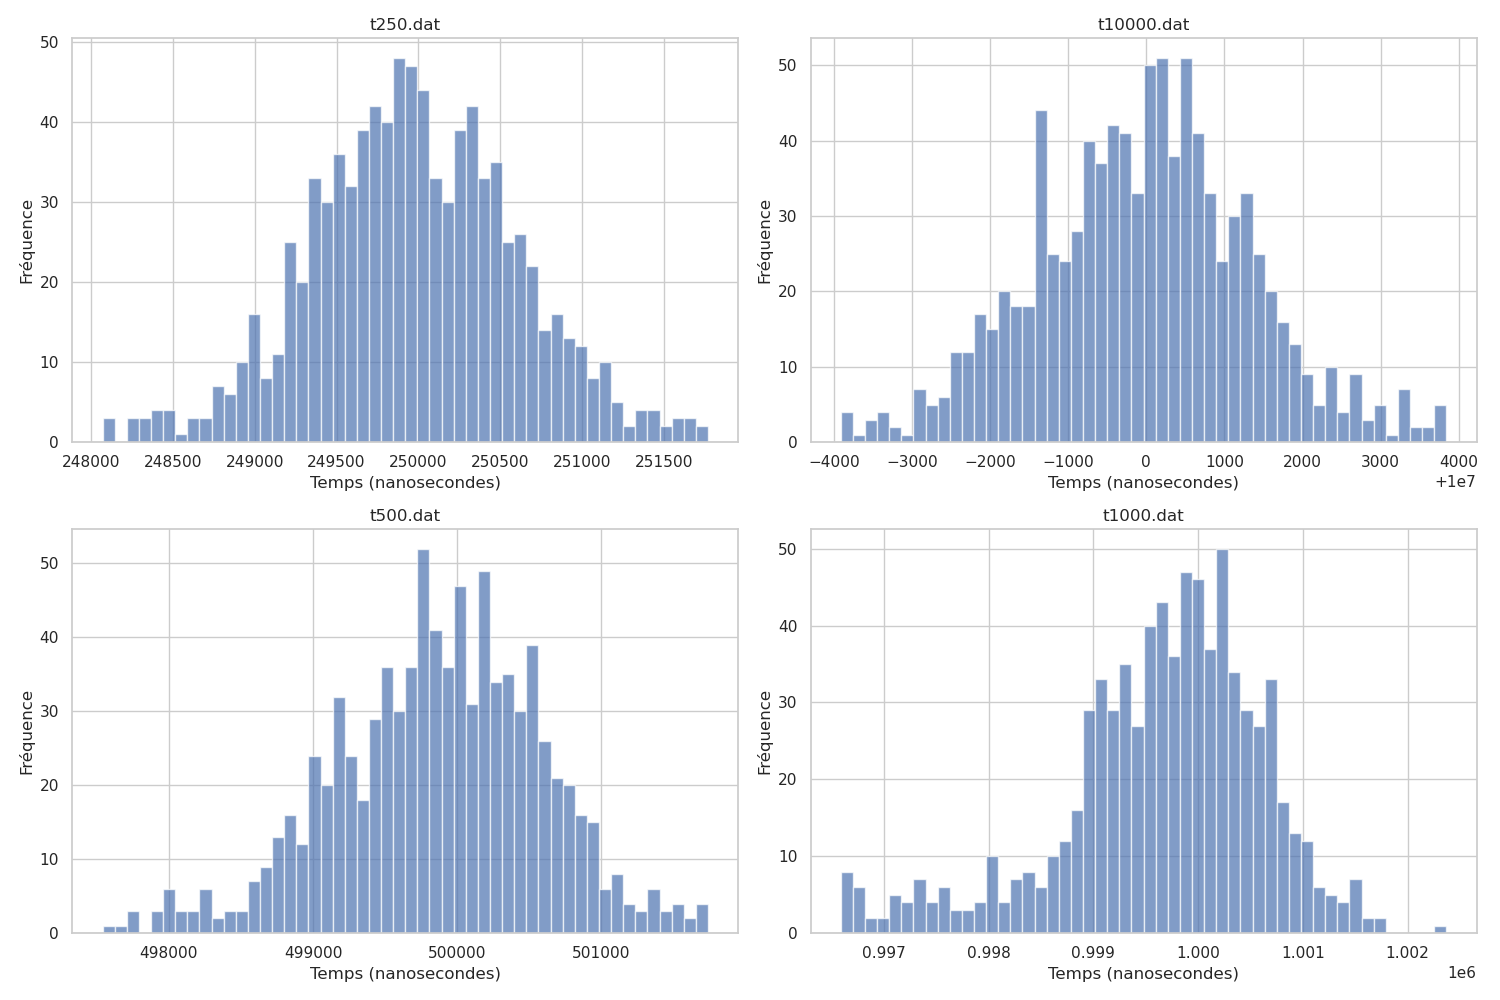 t250.dat
50
40
30
20
10
0
Fréquence
248000 248500 249000 249500 250000 250500 251000 251500
Temps (nanosecondes)
t10000.dat
50
40
30
20
10
0
Fréquence
−4000 −3000 −2000 −1000 0 1000 2000 3000 4000
+1e7
Temps (nanosecondes)
t500.dat
50
40
30
20
10
0
Fréquence
498000 499000 500000 501000
Temps (nanosecondes)
t1000.dat
50
40
30
20
10
0
Fréquence
0.997 0.998 0.999 1.000 1.001 1.002
1e6
Temps (nanosecondes)